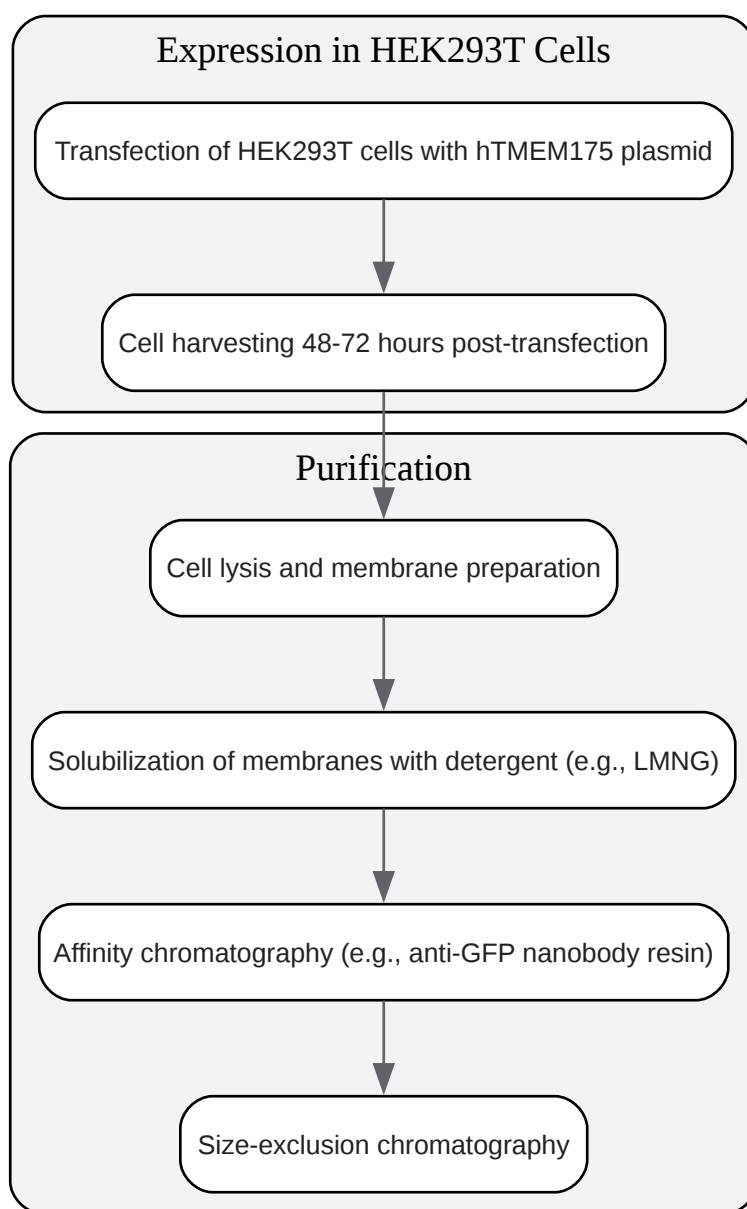 Expression in HEK293T Cells
Transfection of HEK293T cells with hTMEM175 plasmid
Cell harvesting 48-72 hours post-transfection
Purification
Cell lysis and membrane preparation
Solubilization of membranes with detergent (e.g., LMNG)
Affinity chromatography (e.g., anti-GFP nanobody resin)
Size-exclusion chromatography